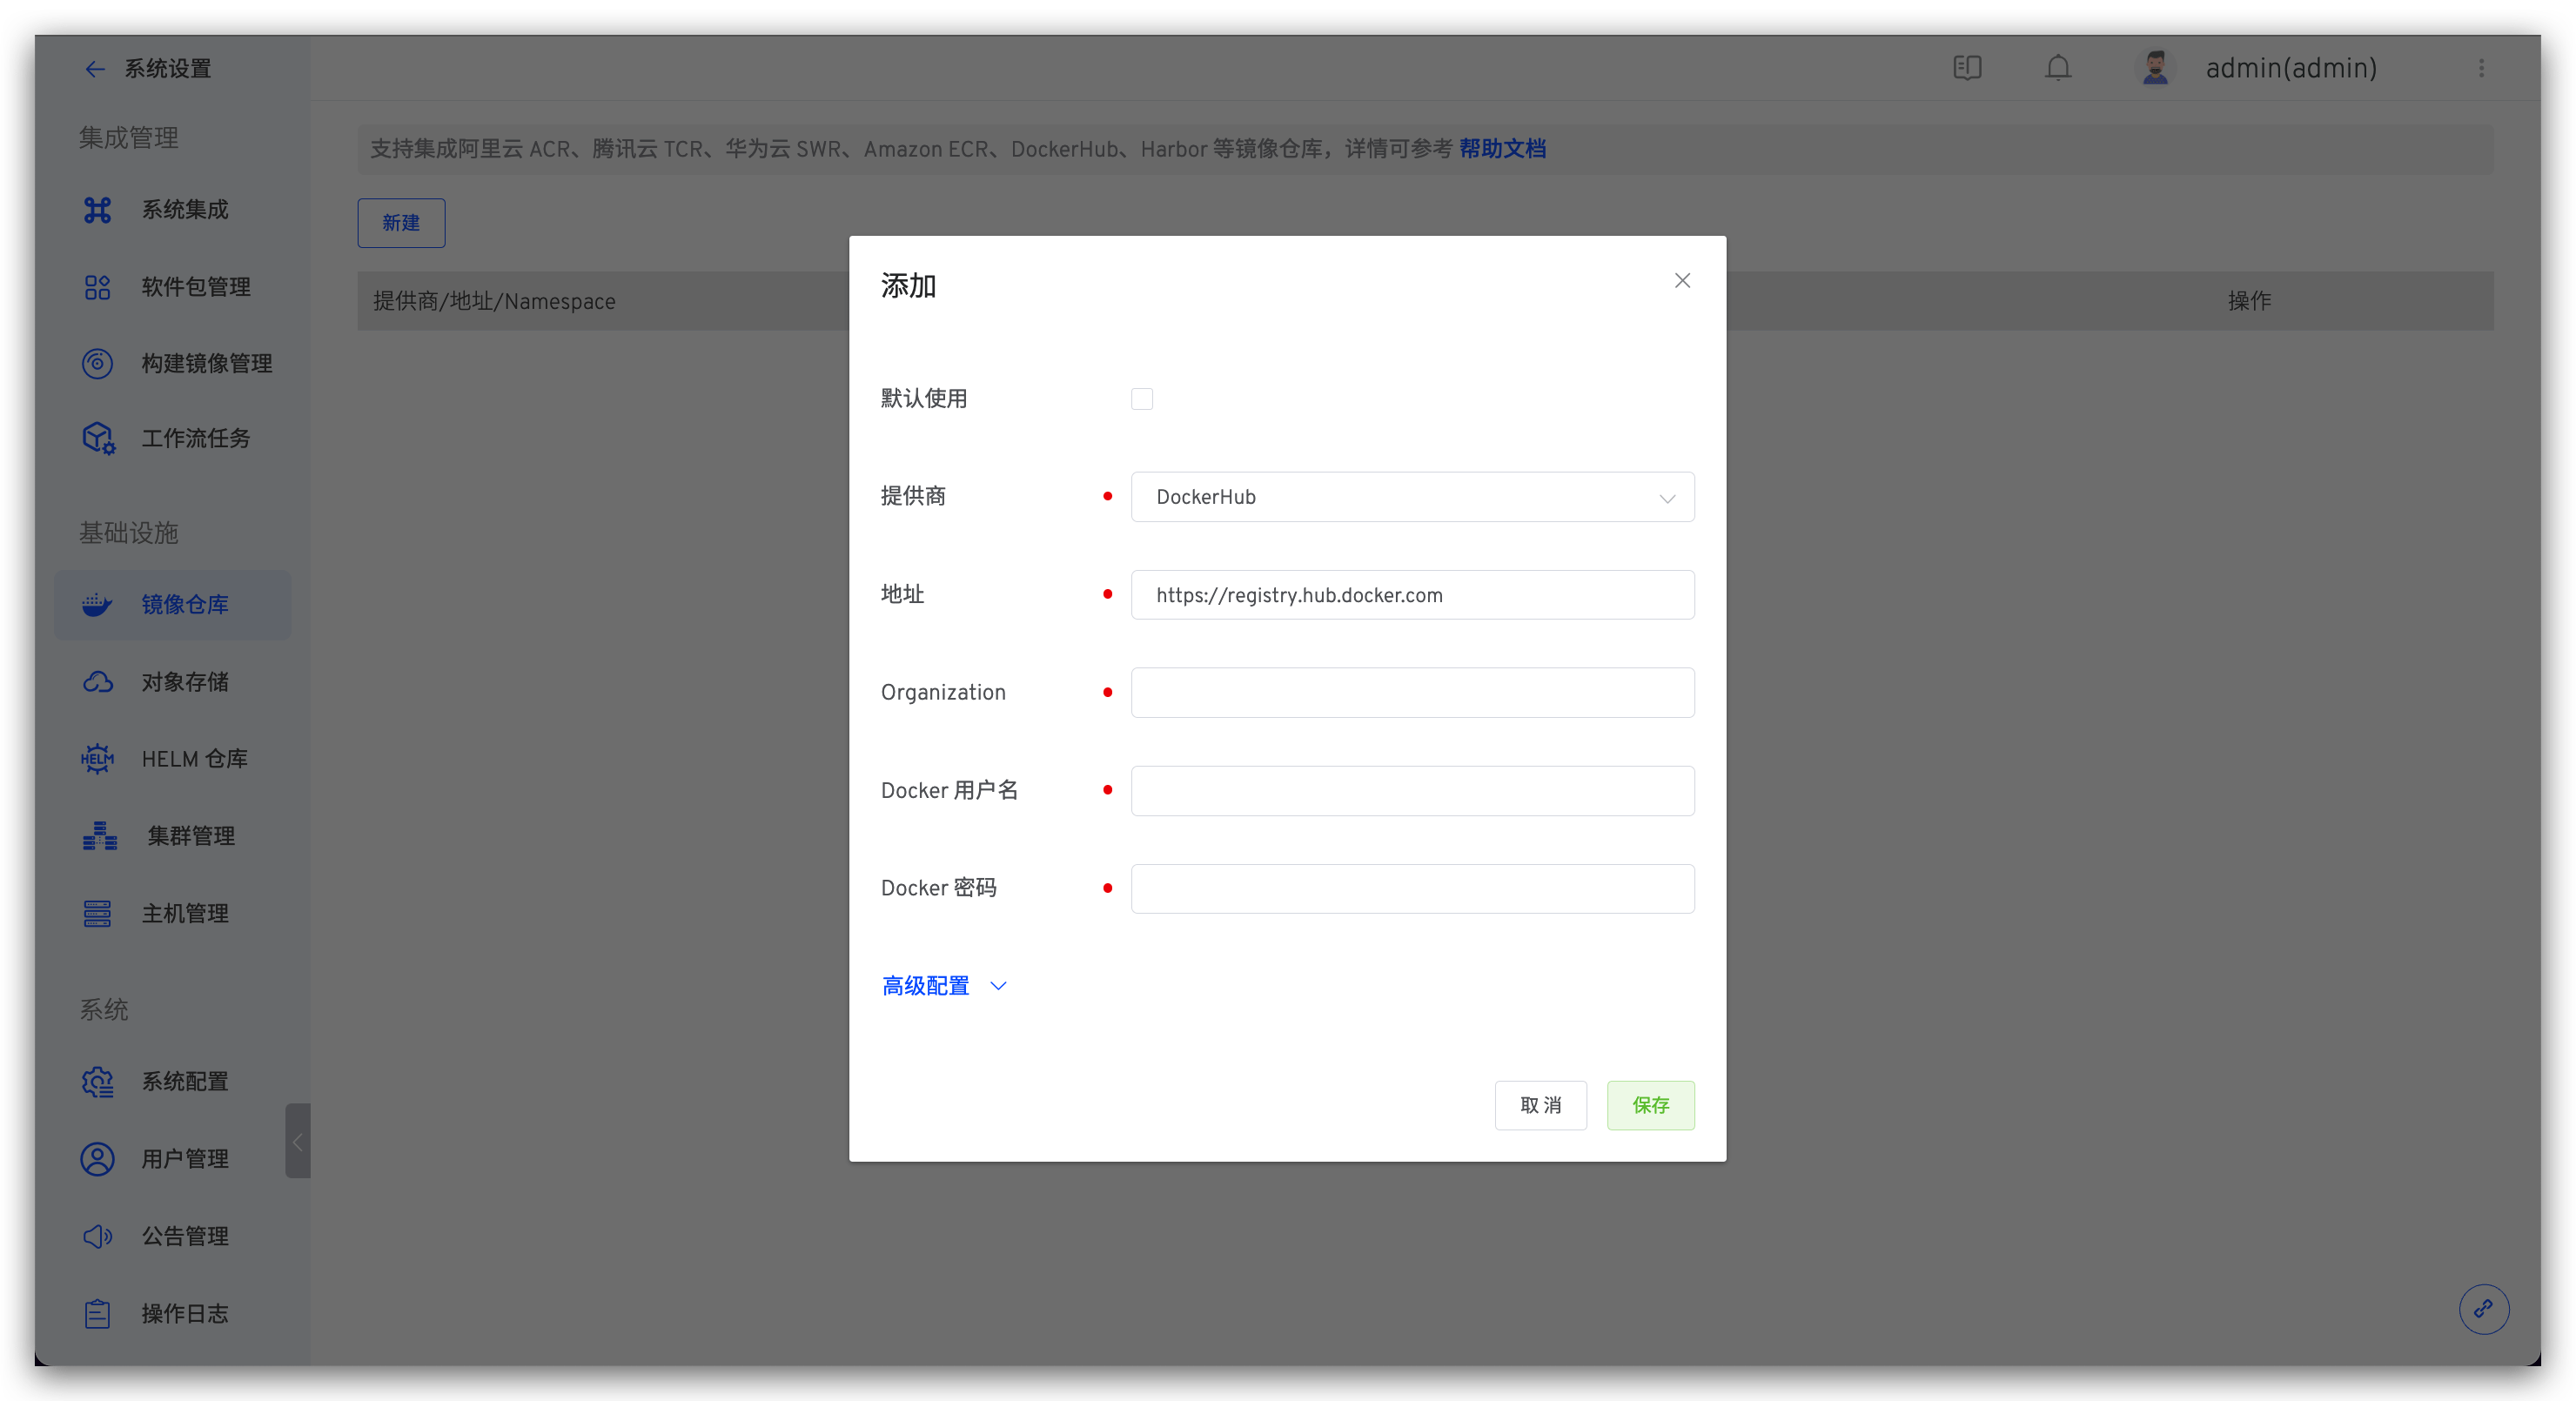 系统设置
admin(admin)
集成管理
系统集成
软件包管理
构建镜像管理
工作流任务
基础设施
镜像仓库
对象存储
HELM
HELM 仓库
集群管理
主机管理
系统
系统配置
用户管理
公告管理
操作日志
支持集成阿里云 ACR、腾讯云 TCR、华为云 SWR、Amazon ECR、DockerHub、Harbor 等镜像仓库，详情可参考 帮助文档
新建
提供商/地址/Namespace
操作
添加
默认使用
提供商
DockerHub
地址
https://registry.hub.docker.com
Organization
Docker 用户名
Docker 密码
高级配置
取 消
保存